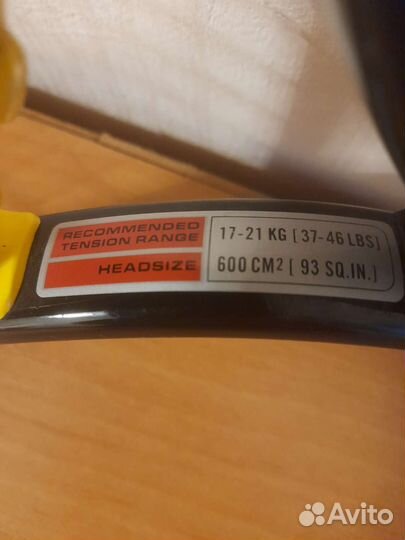 RECOMMENDED
TENSION RANGE
17-21 KG [ 37-46 LBS]
HEADSIZE
600 CM² [ 93 SQ.IN.]
Avito